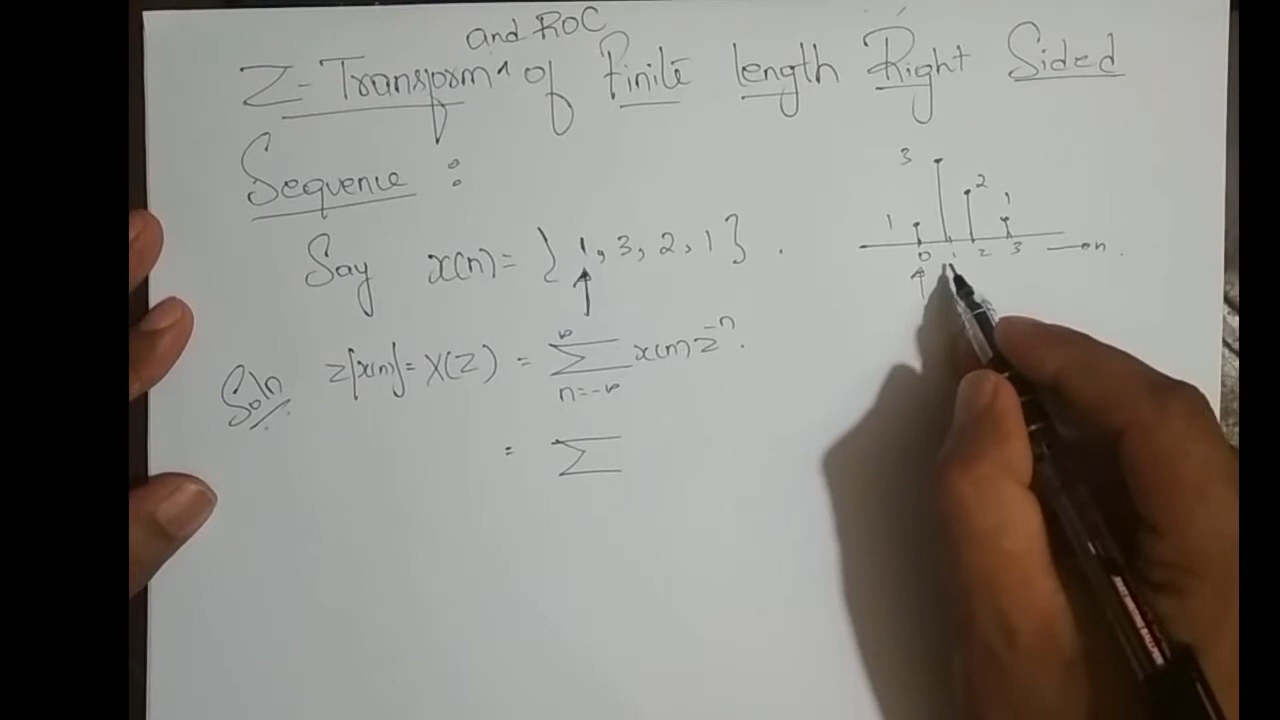 and ROC
Z-Transform^ of Finite length Right Sided
Sequence :
Say x(n) = { 1, 3, 2, 1 } .
↑
Soln Z[x(n)] = X(Z) = ∞ Σ n=-∞ x(n) Z^-n .
= Σ
3
2
1 1
0 1 2 3 → n .
↑